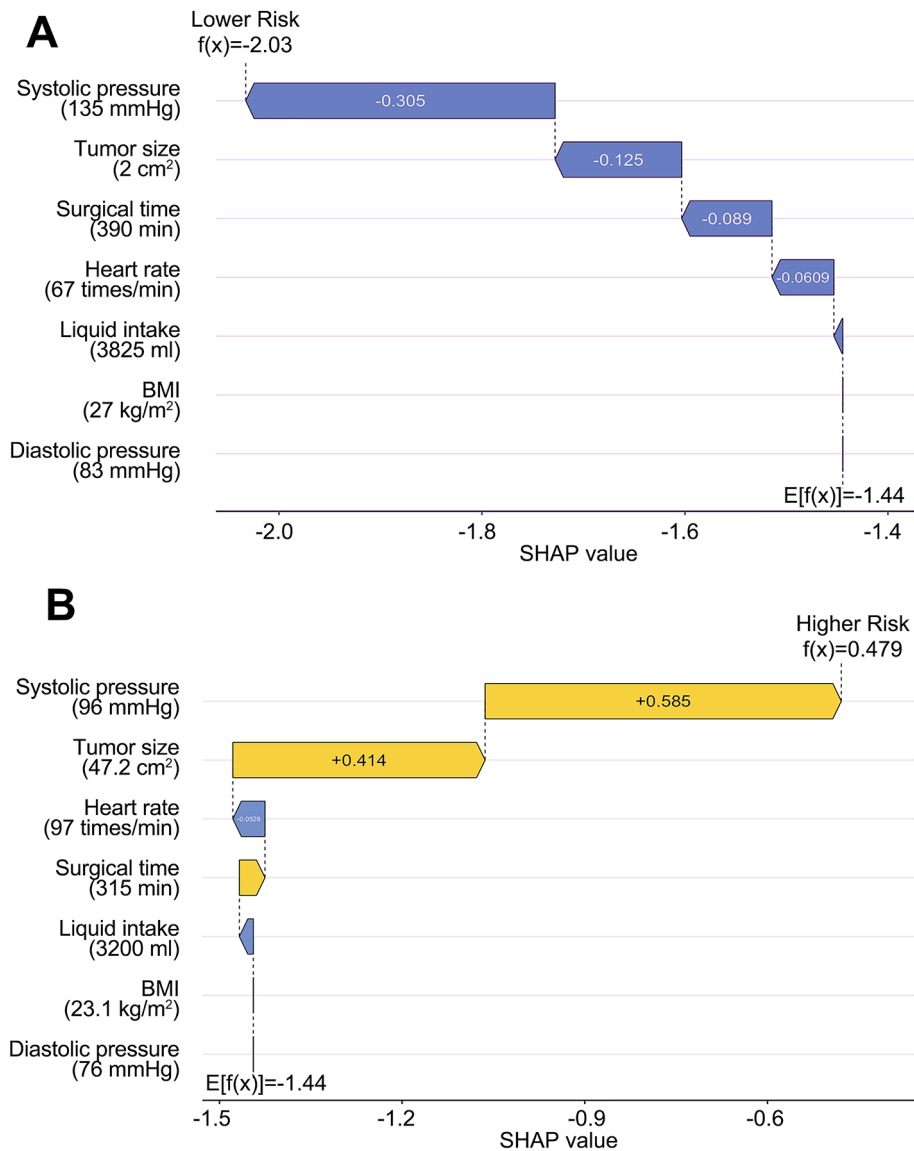 A
Lower Risk
f(x)=-2.03
Systolic pressure
(135 mmHg)
-0.305
Tumor size
(2 cm²)
-0.125
Surgical time
(390 min)
-0.089
Heart rate
(67 times/min)
-0.0609
Liquid intake
(3825 ml)
BMI
(27 kg/m²)
Diastolic pressure
(83 mmHg)
E[f(x)]=-1.44
-2.0 -1.8 -1.6 -1.4
SHAP value
B
Higher Risk
f(x)=0.479
Systolic pressure
(96 mmHg)
+0.585
Tumor size
(47.2 cm²)
+0.414
Heart rate
(97 times/min)
-0.0528
Surgical time
(315 min)
Liquid intake
(3200 ml)
BMI
(23.1 kg/m²)
Diastolic pressure
(76 mmHg)
E[f(x)]=-1.44
-1.5 -1.2 -0.9 -0.6
SHAP value